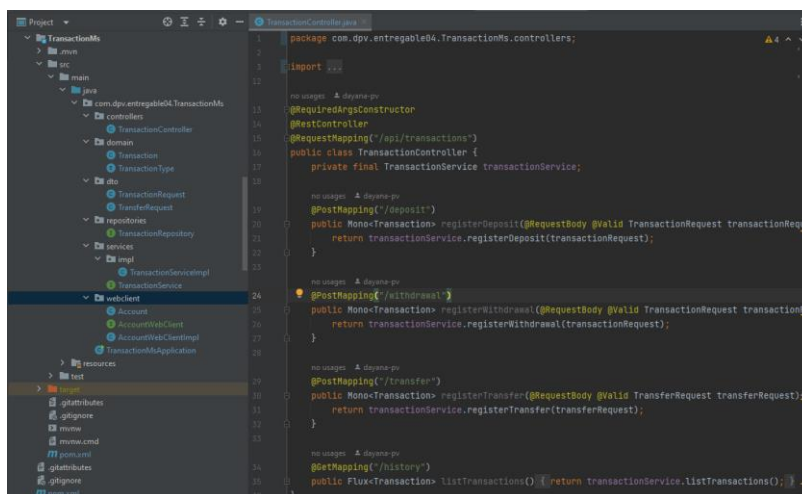 Project
TransactionMs
.mvn
src
main
java
com.dpv.entregable04.TransactionMs
controllers
TransactionController
domain
Transaction
TransactionType
dto
TransactionRequest
TransferRequest
repositories
TransactionRepository
services
impl
TransactionServiceImpl
TransactionService
webclient
Account
AccountWebClient
AccountWebClientImpl
TransactionMsApplication
resources
test
target
.gitattributes
.gitignore
mvnw
mvnw.cmd
pom.xml
.gitattributes
.gitignore
pom.xml
TransactionController.java
4
1 package com.dpv.entregable04.TransactionMs.controllers;
2
3 import ...
12
no usages dayana-pv
13 @RequiredArgsConstructor
14 @RestController
15 @RequestMapping("/api/transactions")
16 public class TransactionController {
17 private final TransactionService transactionService;
18
no usages dayana-pv
19 @PostMapping("/deposit")
20 public Mono<Transaction> registerDeposit(@RequestBody @Valid TransactionRequest transactionReq
21 return transactionService.registerDeposit(transactionRequest);
22 }
23
no usages dayana-pv
24 @PostMapping("/withdrawal")
25 public Mono<Transaction> registerWithdrawal(@RequestBody @Valid TransactionRequest transaction
26 return transactionService.registerWithdrawal(transactionRequest);
27 }
28
no usages dayana-pv
29 @PostMapping("/transfer")
30 public Mono<Transaction> registerTransfer(@RequestBody @Valid TransferRequest transferRequest)
31 return transactionService.registerTransfer(transferRequest);
32 }
33
no usages dayana-pv
34 @GetMapping("/history")
35 public Flux<Transaction> listTransactions() { return transactionService.listTransactions(); }